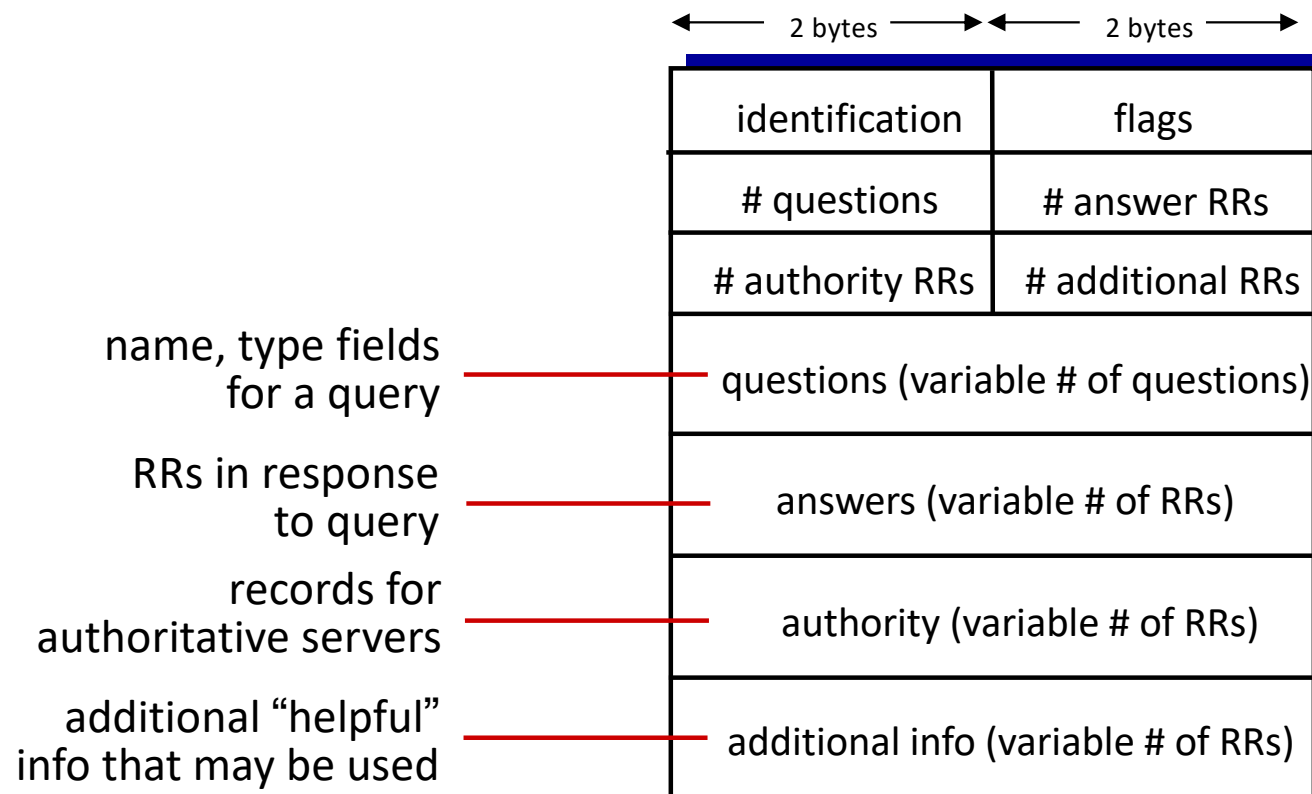 2 bytes 2 bytes
identification flags
# questions # answer RRs
# authority RRs # additional RRs
name, type fields
for a query
questions (variable # of questions)
RRs in response
to query
answers (variable # of RRs)
records for
authoritative servers
authority (variable # of RRs)
additional “helpful”
info that may be used
additional info (variable # of RRs)